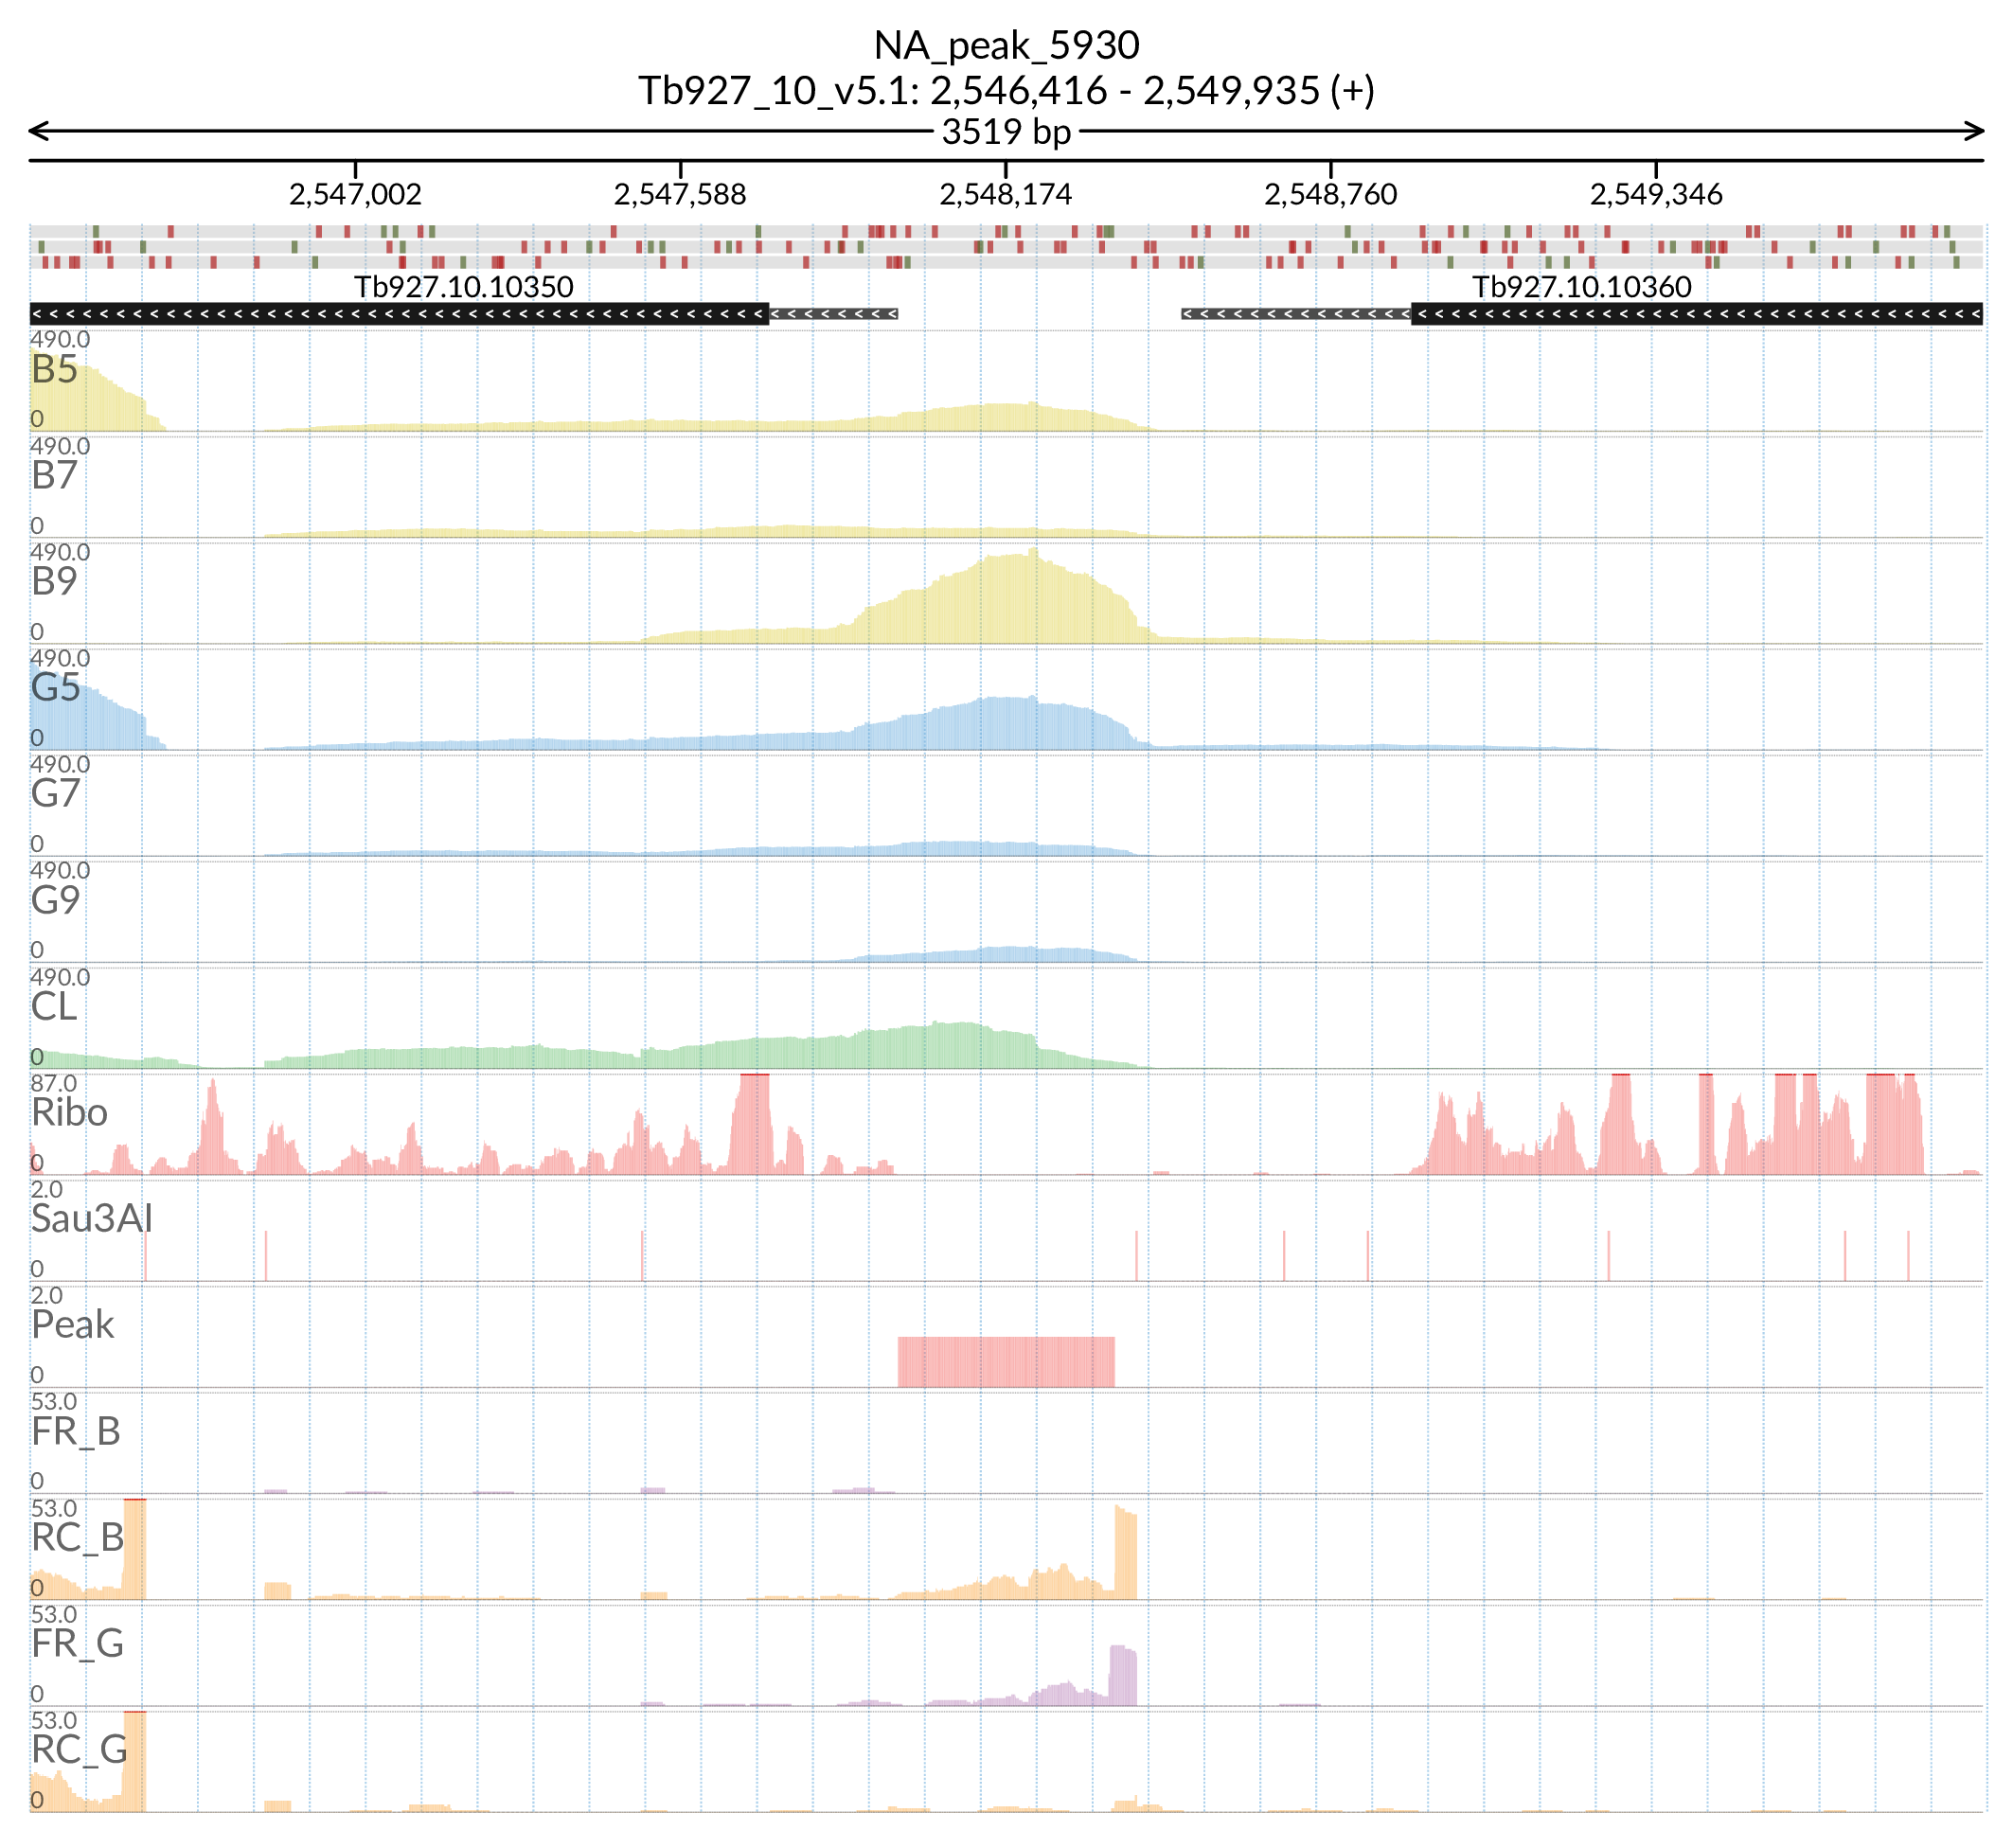 NA_peak_5930
Tb927_10_v5.1: 2,546,416 - 2,549,935 (+)
3519 bp
2,547,002 2,547,588 2,548,174 2,548,760 2,549,346
Tb927.10.10350 Tb927.10.10360
490.0
B5
0
490.0
B7
0
490.0
B9
0
490.0
G5
0
490.0
G7
0
490.0
G9
0
490.0
CL
0
87.0
Ribo
0
2.0
Sau3AI
0
2.0
Peak
0
53.0
FR_B
0
53.0
RC_B
0
53.0
FR_G
0
53.0
RC_G
0